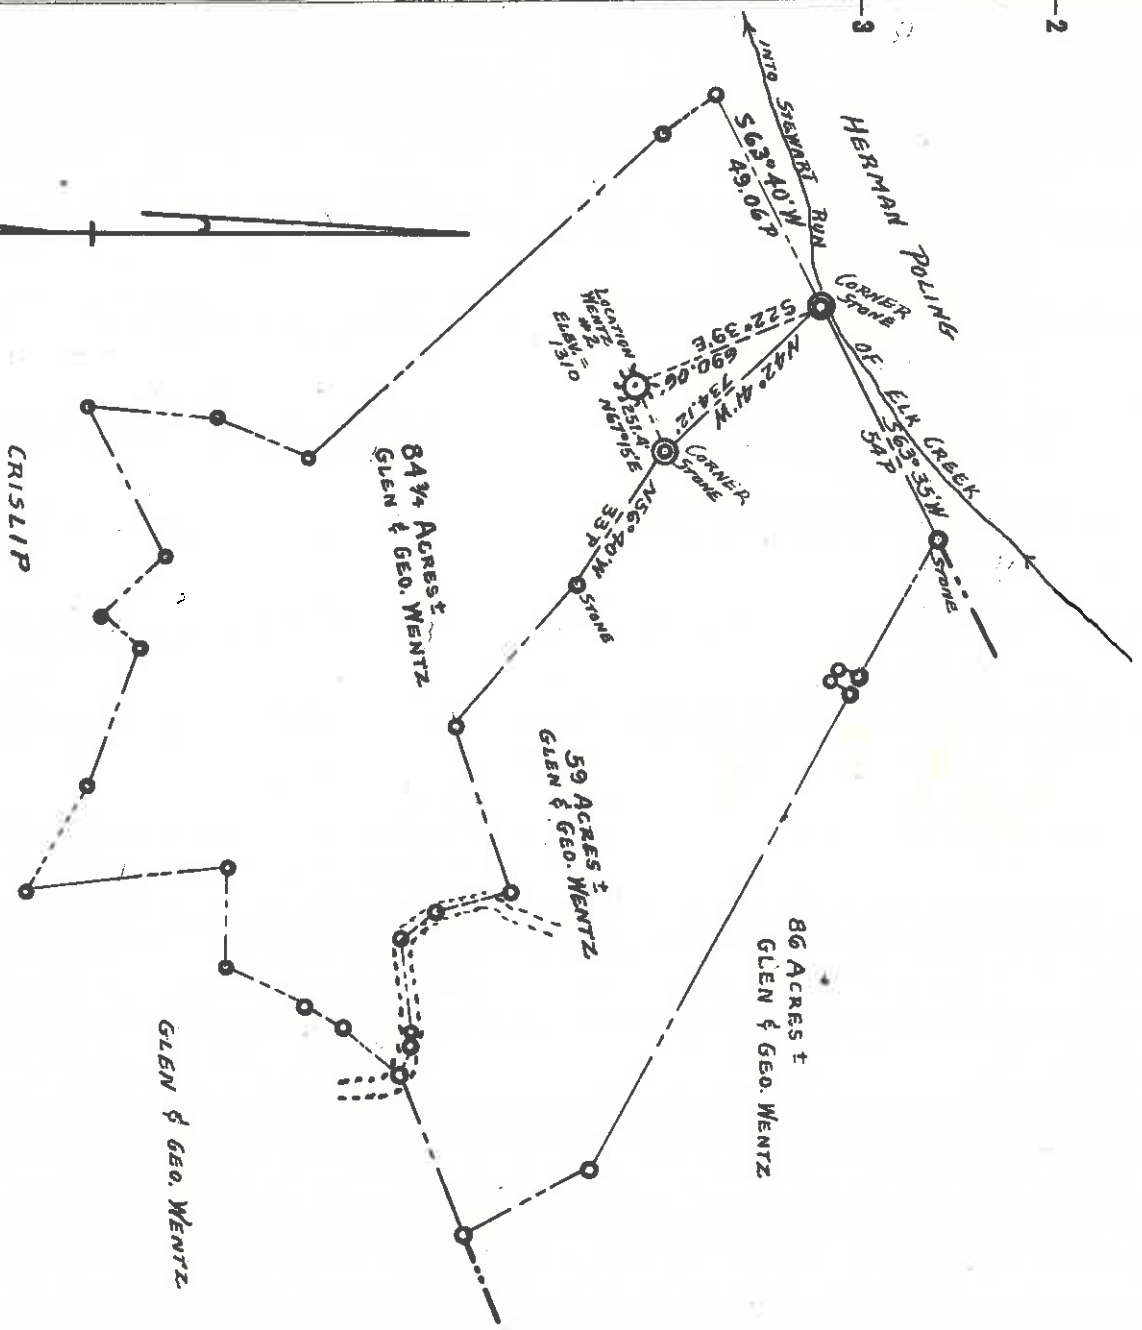 3
2
INTO STEWART RUN
OF ELK CREEK
HERMAN POLING
S63°40'W
49.06P
CORNER
STONE
S63°35'W
54P
STONE
S22°39'E
690.06'
N42°41'W
734.12'
LOCATION
WENTZ
#2
ELEV. =
1310
251.4'
N67°15'E
CORNER
STONE
N56°20'W
33P
STONE
84 3/4 ACRES ±
GLEN & GEO. WENTZ
59 ACRES ±
GLEN & GEO. WENTZ
86 ACRES ±
GLEN & GEO. WENTZ
CRISLIP
GLEN & GEO. WENTZ